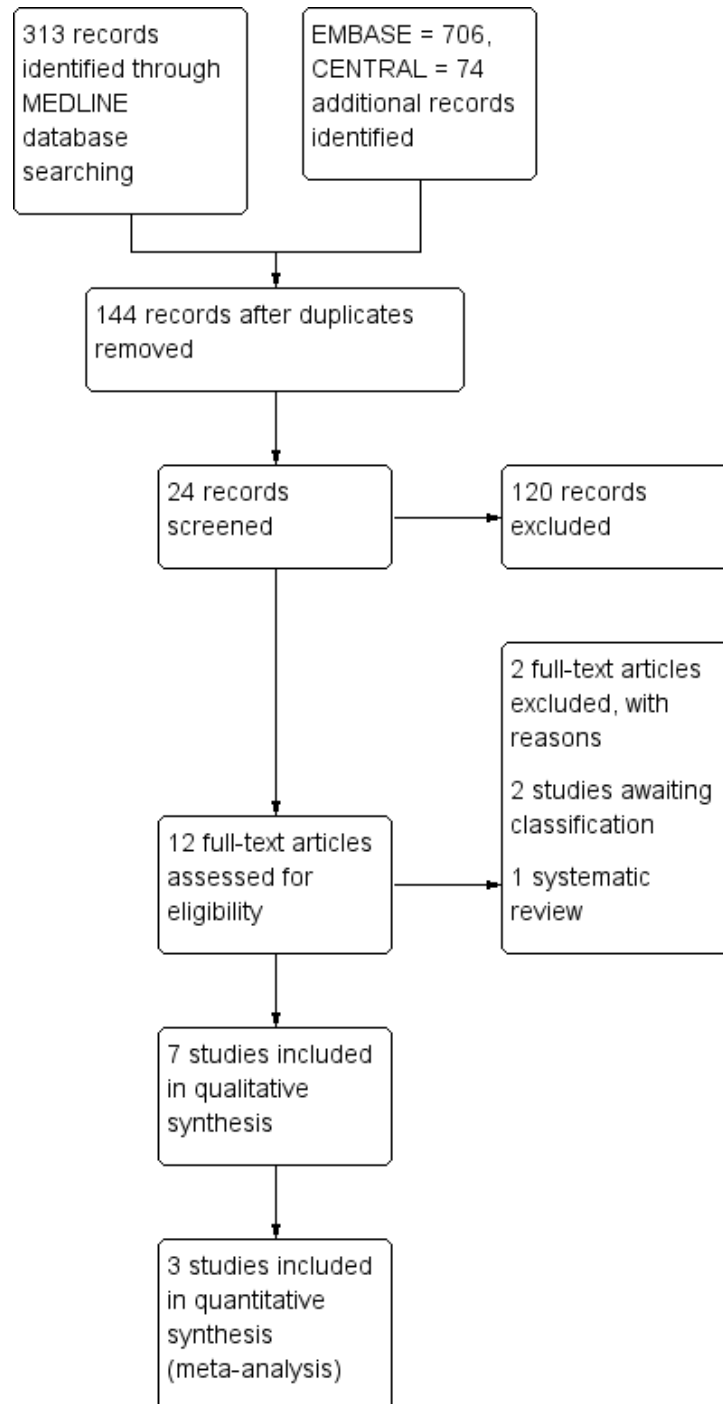 313 records
identified through
MEDLINE
database
searching
EMBASE = 706,
CENTRAL = 74
additional records
identified
144 records after duplicates
removed
24 records
screened
120 records
excluded
2 full-text articles
excluded, with
reasons
2 studies awaiting
classification
1 systematic
review
12 full-text articles
assessed for
eligibility
7 studies included
in qualitative
synthesis
3 studies included
in quantitative
synthesis
(meta-analysis)